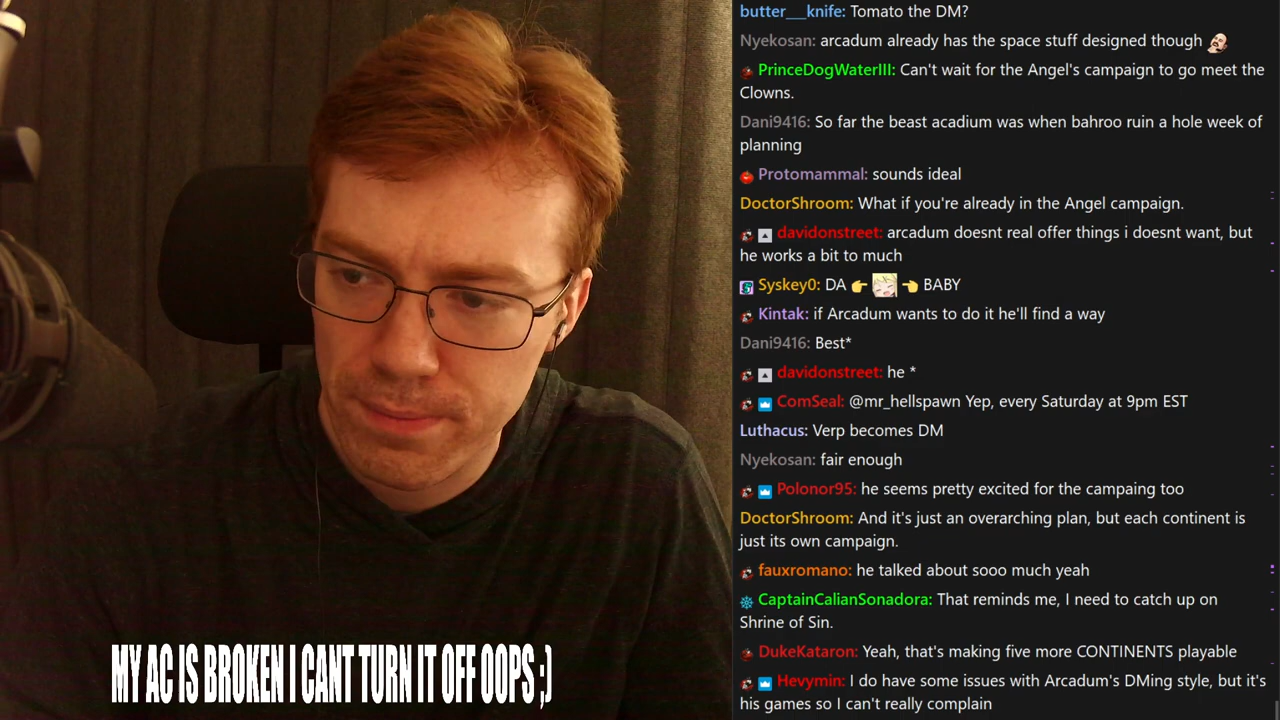 butter___knife: Tomato the DM?
Nyekosan: arcadum already has the space stuff designed though
PrinceDogWaterIII: Can't wait for the Angel's campaign to go meet the
Clowns.
Dani9416: So far the beast acadium was when bahroo ruin a hole week of
planning
Protomammal: sounds ideal
DoctorShroom: What if you're already in the Angel campaign.
davidonstreet: arcadum doesnt real offer things i doesnt want, but
he works a bit to much
Syskey0: DA BABY
Kintak: if Arcadum wants to do it he'll find a way
Dani9416: Best*
davidonstreet: he *
ComSeal: @mr_hellspawn Yep, every Saturday at 9pm EST
Luthacus: Verp becomes DM
Nyekosan: fair enough
Polonor95: he seems pretty excited for the campaing too
DoctorShroom: And it's just an overarching plan, but each continent is
just its own campaign.
fauxromano: he talked about sooo much yeah
CaptainCalianSonadora: That reminds me, I need to catch up on
Shrine of Sin.
DukeKataron: Yeah, that's making five more CONTINENTS playable
Hevymin: I do have some issues with Arcadum's DMing style, but it's
his games so I can't really complain
MY AC IS BROKEN I CANT TURN IT OFF OOPS ;)